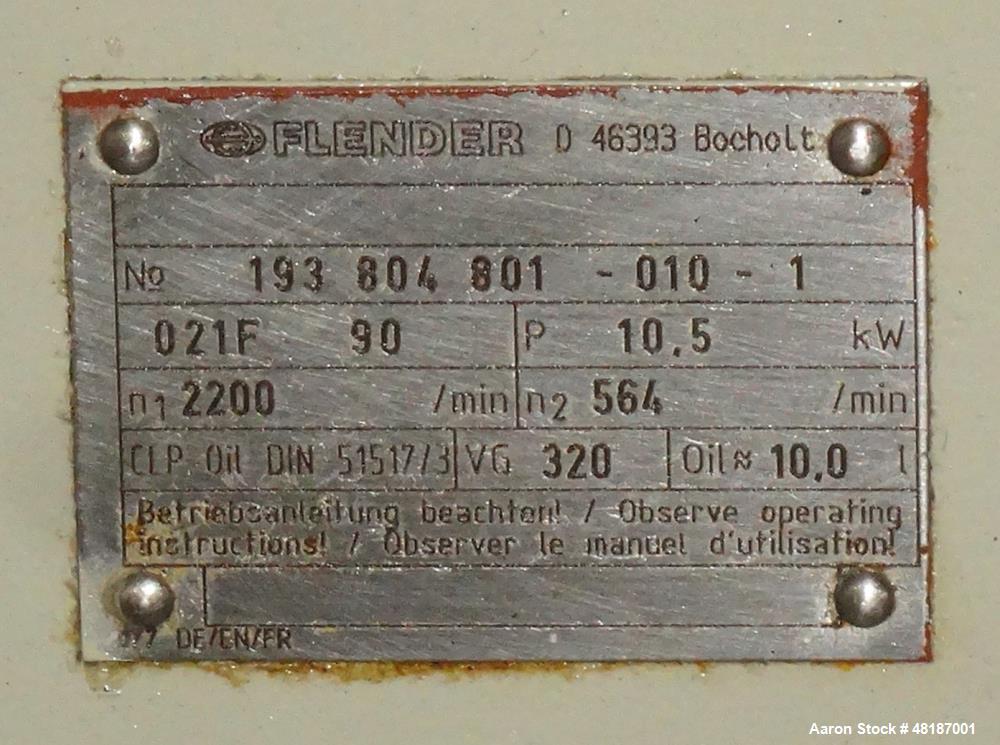 FLENDER D 46393 Bocholt
No 193 804 801 - 010 - 1
021F 90 P 10.5 kW
n1 2200 /min n2 564 /min
CLP Oil DIN 51517/3 VG 320 Oil ≈ 10.0 l
Betriebsanleitung beachten! / Observe operating
instructions! / Observer le manuel d'utilisation!
DE/EN/FR
Aaron Stock # 48187001